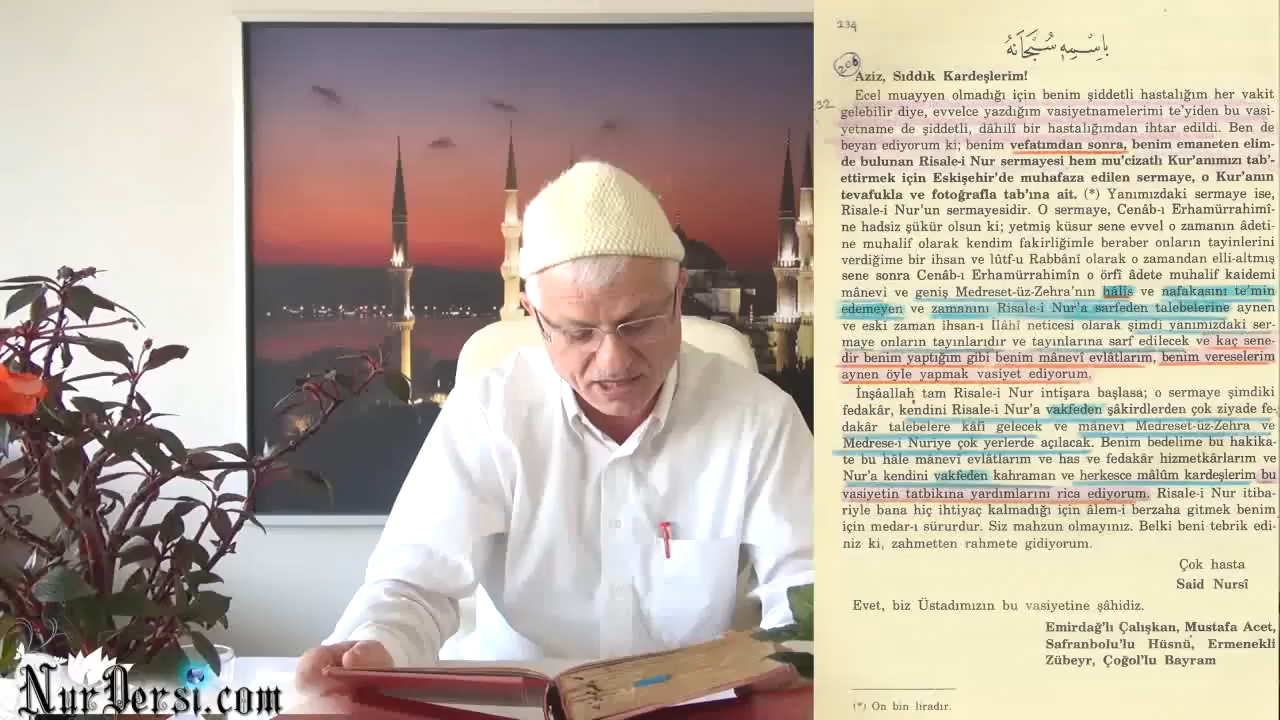 234
206
32
باسمه سبحانه
Aziz, Sıddık Kardeşlerim!
Ecel muayyen olmadığı için benim şiddetli hastalığım her vakit
gelebilir diye, evvelce yazdığım vasiyetnamelerimi te'yiden bu vasi-
yetname de şiddetli, dâhilî bir hastalığımdan ihtar edildi. Ben de
beyan ediyorum ki; benim vefatımdan sonra, benim emaneten elim-
de bulunan Risale-i Nur sermayesi hem mu'cizatlı Kur'anımızı tab'-
ettirmek için Eskişehir'de muhafaza edilen sermaye, o Kur'anın
tevafukla ve fotoğrafla tab'ına ait. (*) Yanımızdaki sermaye ise,
Risale-i Nur'un sermayesidir. O sermaye, Cenâb-ı Erhamürrahimî-
ne hadsiz şükür olsun ki; yetmiş küsur sene evvel o zamanın âdeti-
ne muhalif olarak kendim fakirliğimle beraber onların tayinlerini
verdiğime bir ihsan ve lûtf-u Rabbânî olarak o zamandan elli-altmış
sene sonra Cenâb-ı Erhamürrahimîn o örfî âdete muhalif kaidemi
mânevi ve geniş Medreset-üz-Zehra'nın hâlis ve nafakasını te'min
edemeyen ve zamanını Risale-i Nur'a sarfeden talebelerine aynen
ve eski zaman ihsan-ı İlâhî neticesi olarak şimdi yanımızdaki ser-
maye onların tayınlarıdır ve tayınlarına sarf edilecek ve kaç sene-
dir benim yaptığım gibi benim mânevî evlâtlarım, benim vereselerim
aynen öyle yapmak vasiyet ediyorum.
İnşâallah tam Risale-i Nur intişara başlasa; o sermaye şimdiki
fedakâr, kendini Risale-i Nur'a vakfeden şâkirdlerden çok ziyade fe-
dakâr talebelere kâfi gelecek ve mânevî Medreset-üz-Zehra ve
Medrese-i Nuriye çok yerlerde açılacak. Benim bedelime bu hakika-
te bu hâle mânevî evlâtlarım ve has ve fedakâr hizmetkârlarım ve
Nur'a kendini vakfeden kahraman ve herkesce mâlûm kardeşlerim bu
vasiyetin tatbikına yardımlarını rica ediyorum. Risale-i Nur itiba-
riyle bana hiç ihtiyaç kalmadığı için âlem-i berzaha gitmek benim
için medar-ı sürurdur. Siz mahzun olmayınız. Belki beni tebrik edi-
niz ki, zahmetten rahmete gidiyorum.
Çok hasta
Said Nursî
Evet, biz Üstadımızın bu vasiyetine şâhidiz.
Emirdağ'lı Çalışkan, Mustafa Acet,
Safranbolu'lu Hüsnü, Ermenekli
Zübeyr, Çoğol'lu Bayram
(*) On bin liradır.
NurDersi.com